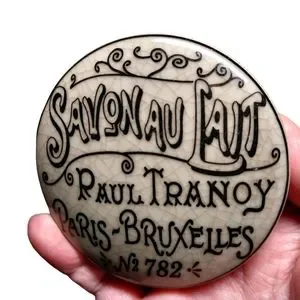 SAVON AU LAIT
PAUL TRANOY
PARIS-BRUXELLES
Nº 782